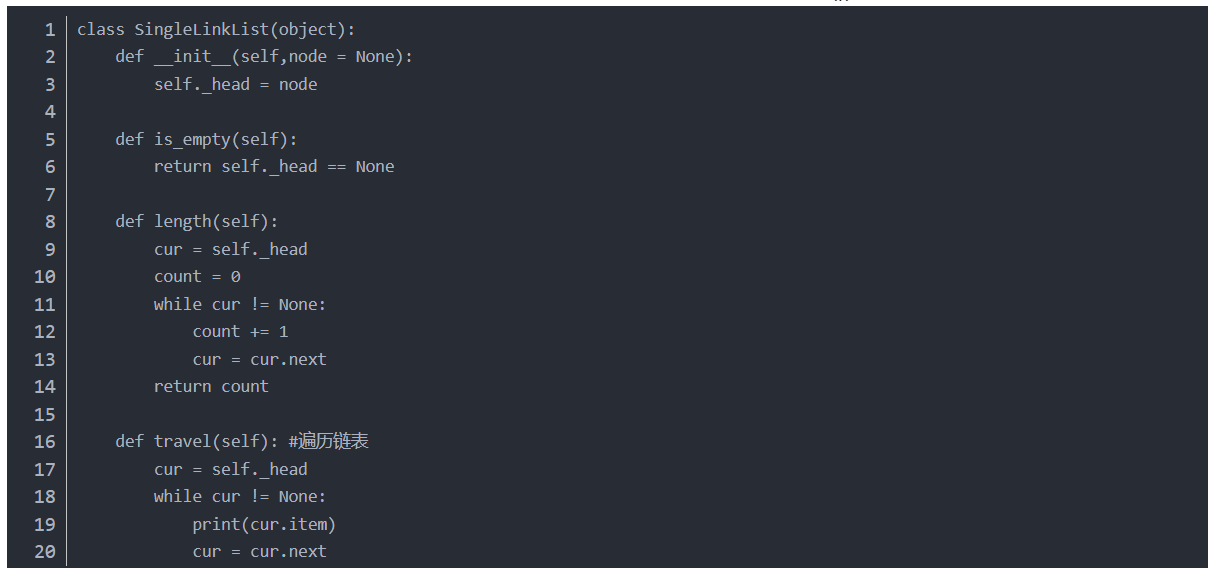 1 class SingleLinkList(object):
2     def __init__(self,node = None):
3         self._head = node
4
5     def is_empty(self):
6         return self._head == None
7
8     def length(self):
9         cur = self._head
10         count = 0
11         while cur != None:
12             count += 1
13             cur = cur.next
14         return count
15
16     def travel(self): #遍历链表
17         cur = self._head
18         while cur != None:
19             print(cur.item)
20             cur = cur.next